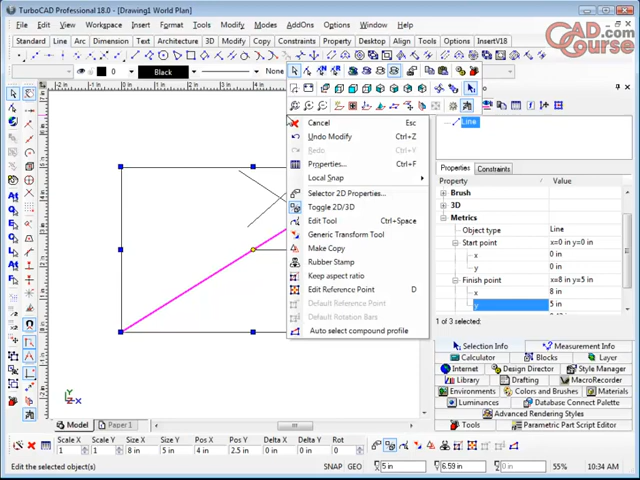 TurboCAD Professional 18.0 - [Drawing1 World Plan]
CADCourse
.com
File Edit View Workspace Insert Format Tools Modify Modes AddOns Options Window Help
Standard Line Arc Text Architecture 3D Modify Copy Constraints Drawing Align Tools InsertV18
0 Black None
Cancel Esc
Undo Modify Ctrl+Z
Redo Ctrl+Y
Properties... Ctrl+F
Local Snap
Selector 2D Properties...
Toggle 2D/3D
Edit Tool Ctrl+Space
Generic Transform Tool
Make Copy
Rubber Stamp
Keep aspect ratio
Edit Reference Point D
Default Reference Point
Default Rotation Bars
Auto select compound profile
Line
Properties Constraints
Property Value
Brush
3D
Metrics
Object type Line
Start point x=0 in y=0 in
x 0 in
y 0 in
Finish point x=8 in y=5 in
x 8 in
y 5 in
1 of 3 selected.
Selection Info Measurement Info
Calculator Blocks Layer
Internet Design Director Style Manager
Library Drafting MacroRecorder
Environments Colors and Brushes Materials
Luminances Database Connect Palette
Advanced Rendering Styles
Tools Parametric Part Script Editor
Y
X
Model Paper 1
Scale X Scale Y Size X Size Y Pos X Pos Y Delta X Delta Y Rot
1 1 8 in 5 in 4 in 2.5 in 0 in 0 in 0
Edit the selected object(s) SNAP GEO 5 in 6.59 in 0 in 55% 10:34 AM